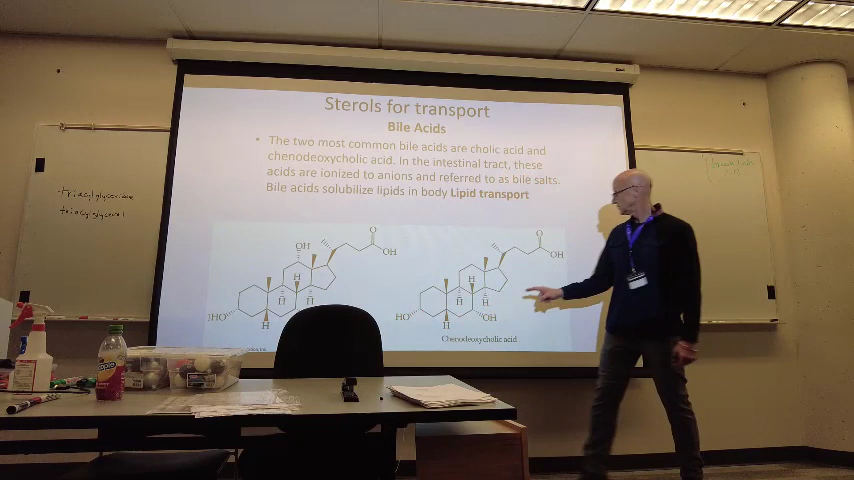 Sterols for transport
Bile Acids
• The two most common bile acids are cholic acid and
chenodeoxycholic acid. In the intestinal tract, these
acids are ionized to anions and referred to as bile salts.
Bile acids solubilize lipids in body Lipid transport
OH
O
OH
HO
H
H
H
H
O
OH
HO
H
H
H
H
OH
Chenodeoxycholic acid
triacylglycerol